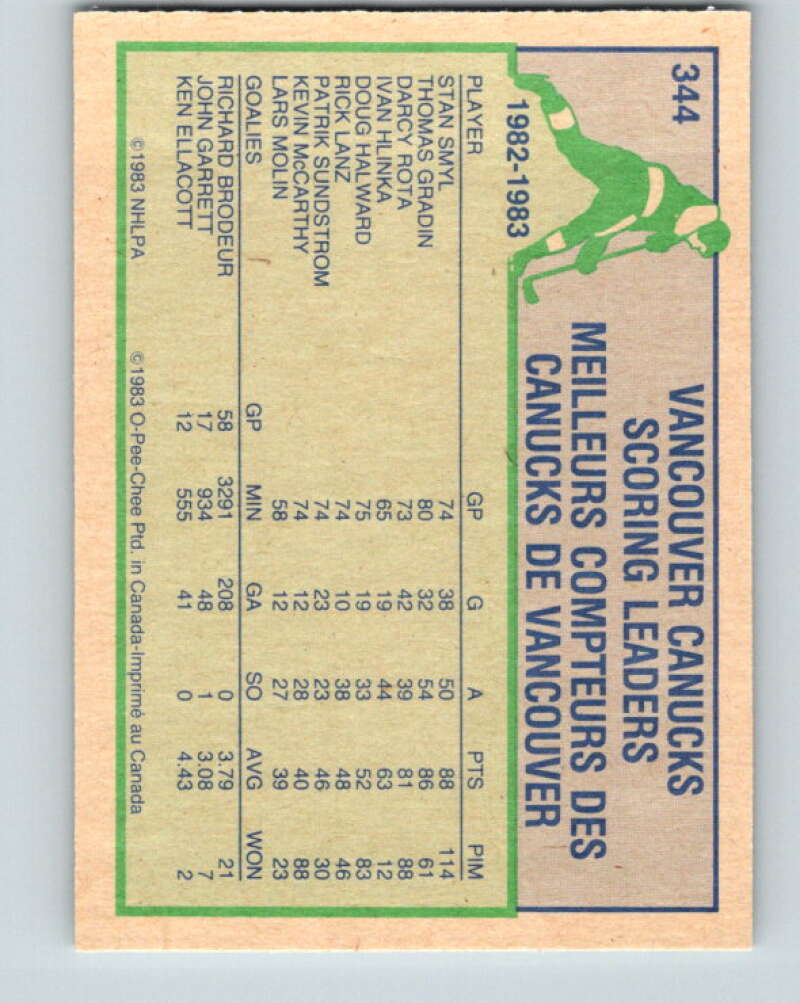 344
VANCOUVER CANUCKS
SCORING LEADERS
MEILLEURS COMPTEURS DES
CANUCKS DE VANCOUVER
1982-1983
PLAYER GP G A PTS PIM
STAN SMYL 74 38 50 88 114
THOMAS GRADIN 80 32 54 86 61
DARCY ROTA 73 42 39 81 88
IVAN HLINKA 65 19 44 63 12
DOUG HALWARD 75 19 33 52 83
RICK LANZ 74 10 38 48 46
PATRIK SUNDSTROM 74 23 23 46 30
KEVIN McCARTHY 74 12 28 40 88
LARS MOLIN 58 12 27 39 23
GOALIES GP MIN GA SO AVG WON
RICHARD BRODEUR 58 3291 208 0 3.79 21
JOHN GARRETT 17 934 48 1 3.08 7
KEN ELLACOTT 12 555 41 0 4.43 2
©1983 NHLPA ©1983 O-Pee-Chee Ptd. in Canada-Imprimé au Canada